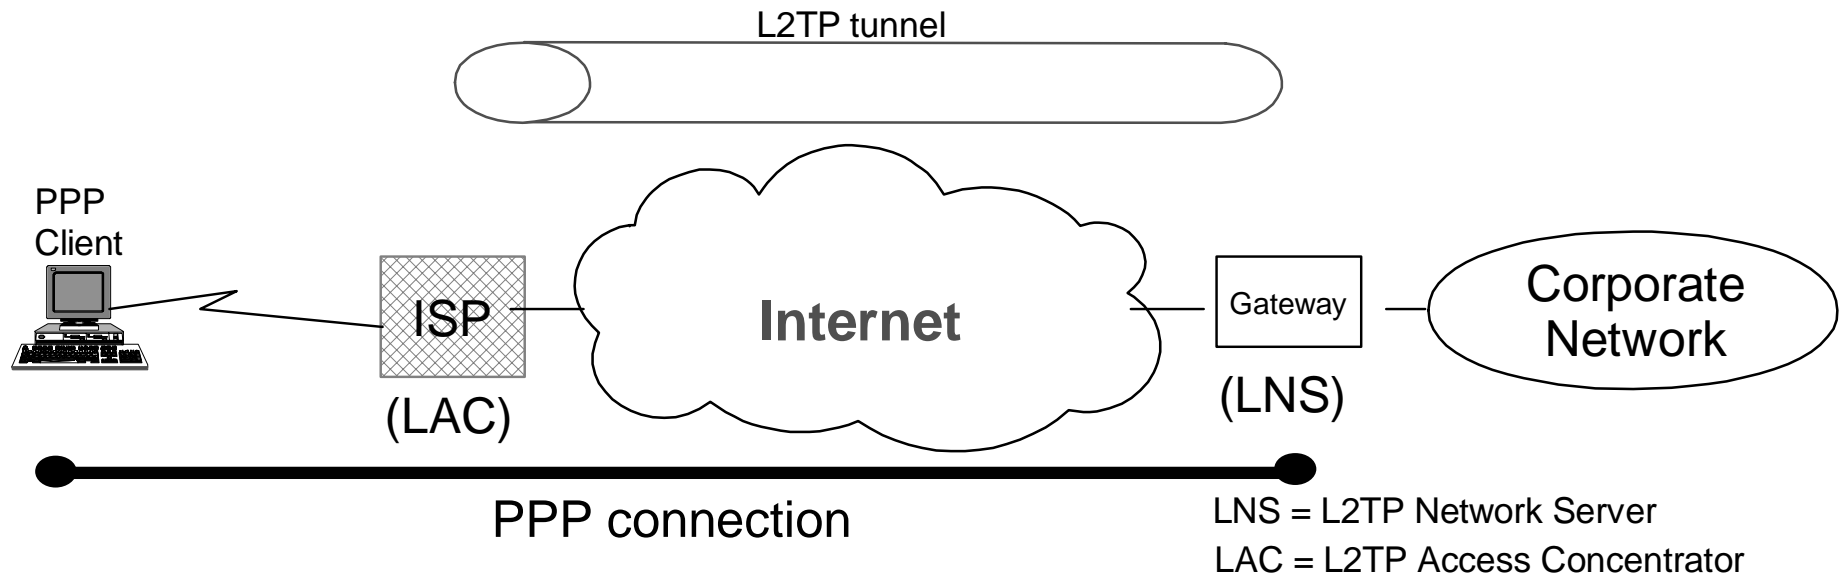 L2TP tunnel
PPP
Client
ISP
(LAC)
Internet
Gateway
(LNS)
Corporate
Network
PPP connection
LNS = L2TP Network Server
LAC = L2TP Access Concentrator